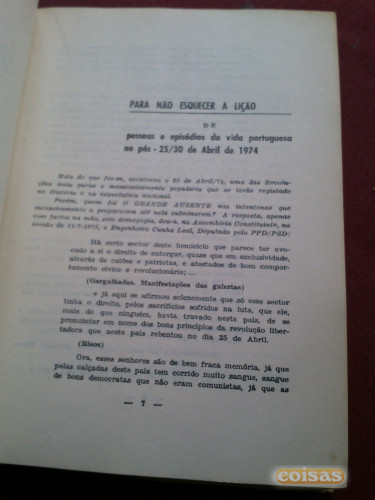 PARA NÃO ESQUECER A LIÇÃO
DE
pessoas e episódios da vida portuguesa
no pós - 25/30 de Abril de 1974
Mais do que fez-se, aconteceu o 25 de Abril/74, uma das Revolu-
ções mais puras e massissivamente populares que se terão registado
na História e na expectativa nacional.
Porém, quem foi O GRANDE AUSENTE nas intentonas que
sucessivamente a prepararam até nela culminarem? A resposta, apenas
com factos na mão, sem demagogia, deu-a, na Assembleia Constituinte, na
sessão de 11-7-1975, o Engenheiro Cunha Leal, Deputado pelo PPD/PSD:
Há certo sector deste hemiciclo que parece ter avo-
cado a si o direito de outorgar, quase que em exclusividade,
alvarás de cultos e patriotas, e atestados de bom compor-
tamento cívico e revolucionário; ...
(Gargalhadas. Manifestações das galerias)
... e já aqui se afirmou solenemente que só esse sector
tinha o direito, pelos sacrifícios sofridos na luta, que ele,
mais do que ninguém, havia travado neste país, de se
pronunciar em nome dos bons princípios da revolução liber-
tadora que neste país rebentou no dia 25 de Abril.
(Risos)
Ora, esses senhores são de bem fraca memória, já que
pelas calçadas deste país tem corrido muito sangue, sangue
de bons democratas que não eram comunistas, já que as
— 7 —
coisas